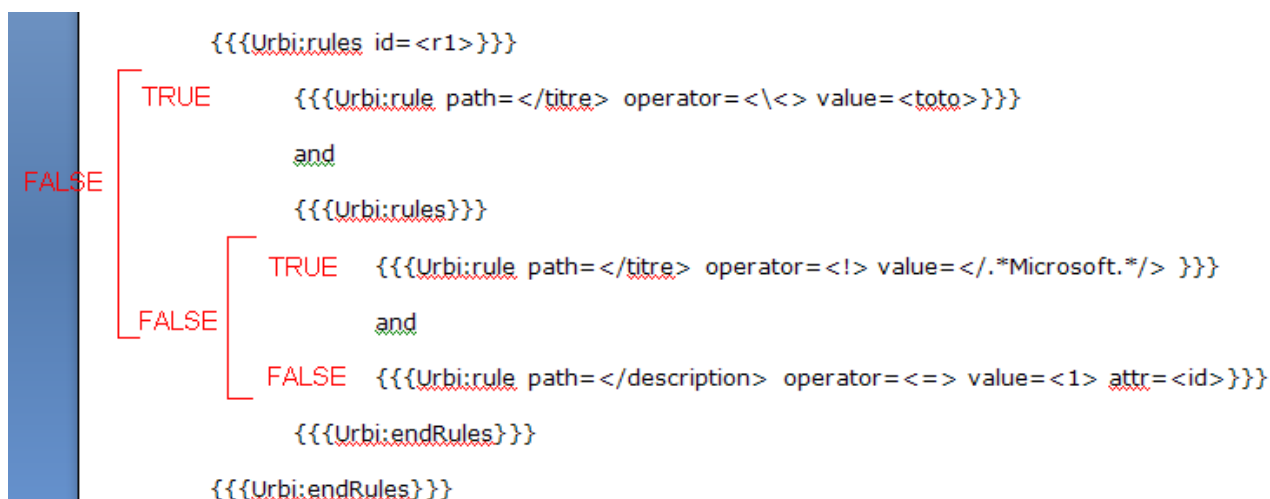 {{{Urbi:rules id=<r1>}}}
TRUE {{{Urbi:rule path=</titre> operator=<\<> value=<toto>}}}
and
FALSE
{{{Urbi:rules}}}
TRUE {{{Urbi:rule path=</titre> operator=<!> value=</.*Microsoft.*/> }}}
FALSE and
FALSE {{{Urbi:rule path=</description> operator=<=> value=<1> attr=<id>}}}
{{{Urbi:endRules}}}
{{{Urbi:endRules}}}